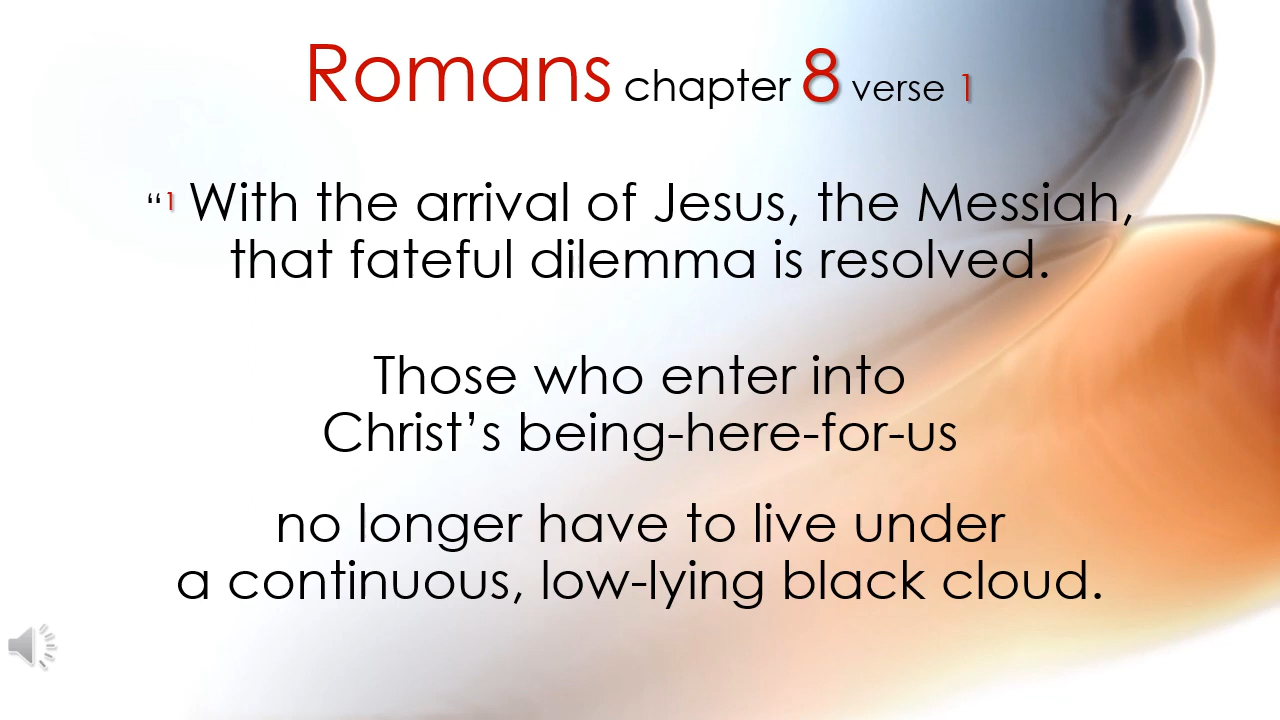 Romans chapter 8 verse 1
“1 With the arrival of Jesus, the Messiah,
that fateful dilemma is resolved.
Those who enter into
Christ’s being-here-for-us
no longer have to live under
a continuous, low-lying black cloud.